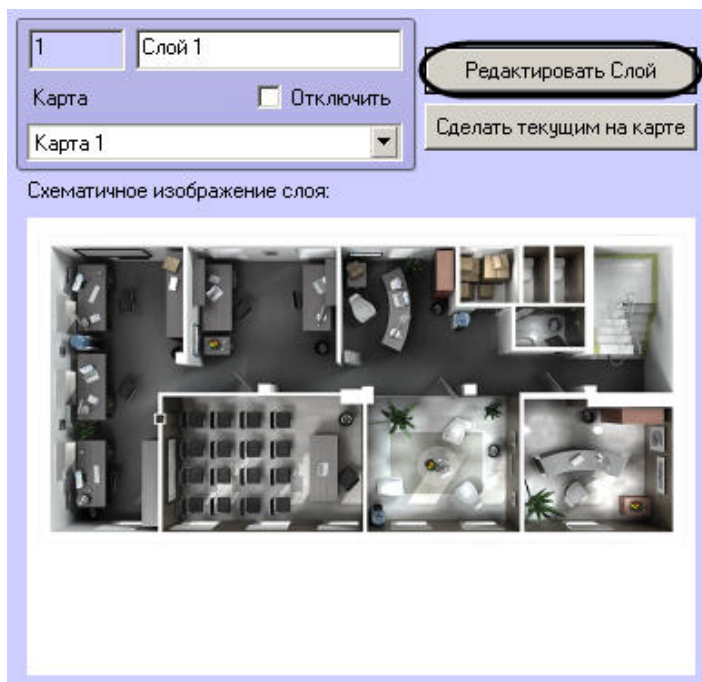 1
Слой 1
Редактировать Слой
Карта
Отключить
Сделать текущим на карте
Карта 1
Схематичное изображение слоя: